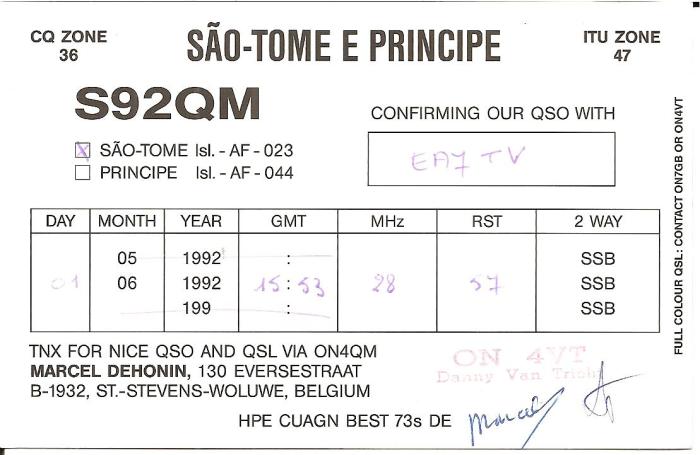 CQ ZONE
36
SÃO-TOME E PRINCIPE
ITU ZONE
47
S92QM
CONFIRMING OUR QSO WITH
EA7TV
X SÃO-TOME Isl. - AF - 023
PRINCIPE Isl. - AF - 044
DAY MONTH YEAR GMT MHz RST 2 WAY
05 1992 : SSB
01 06 1992 15:53 28 57 SSB
199 : SSB
TNX FOR NICE QSO AND QSL VIA ON4QM
MARCEL DEHONIN, 130 EVERSESTRAAT
B-1932, ST.-STEVENS-WOLUWE, BELGIUM
ON 4VT
Danny Van Tricht
HPE CUAGN BEST 73s DE
Marcel
FULL COLOUR QSL: CONTACT ON7GB OR ON4VT